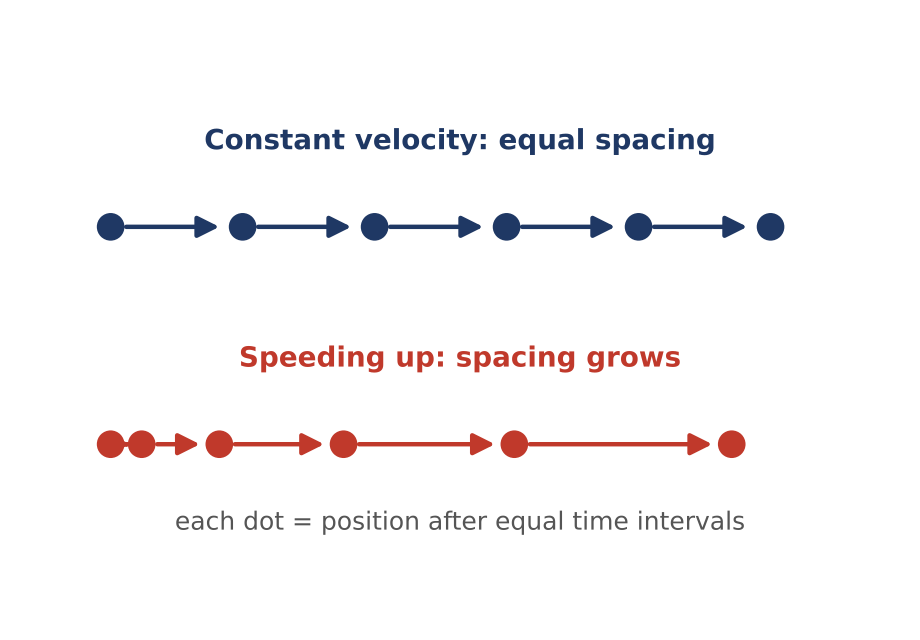 Constant velocity: equal spacing
Speeding up: spacing grows
each dot = position after equal time intervals